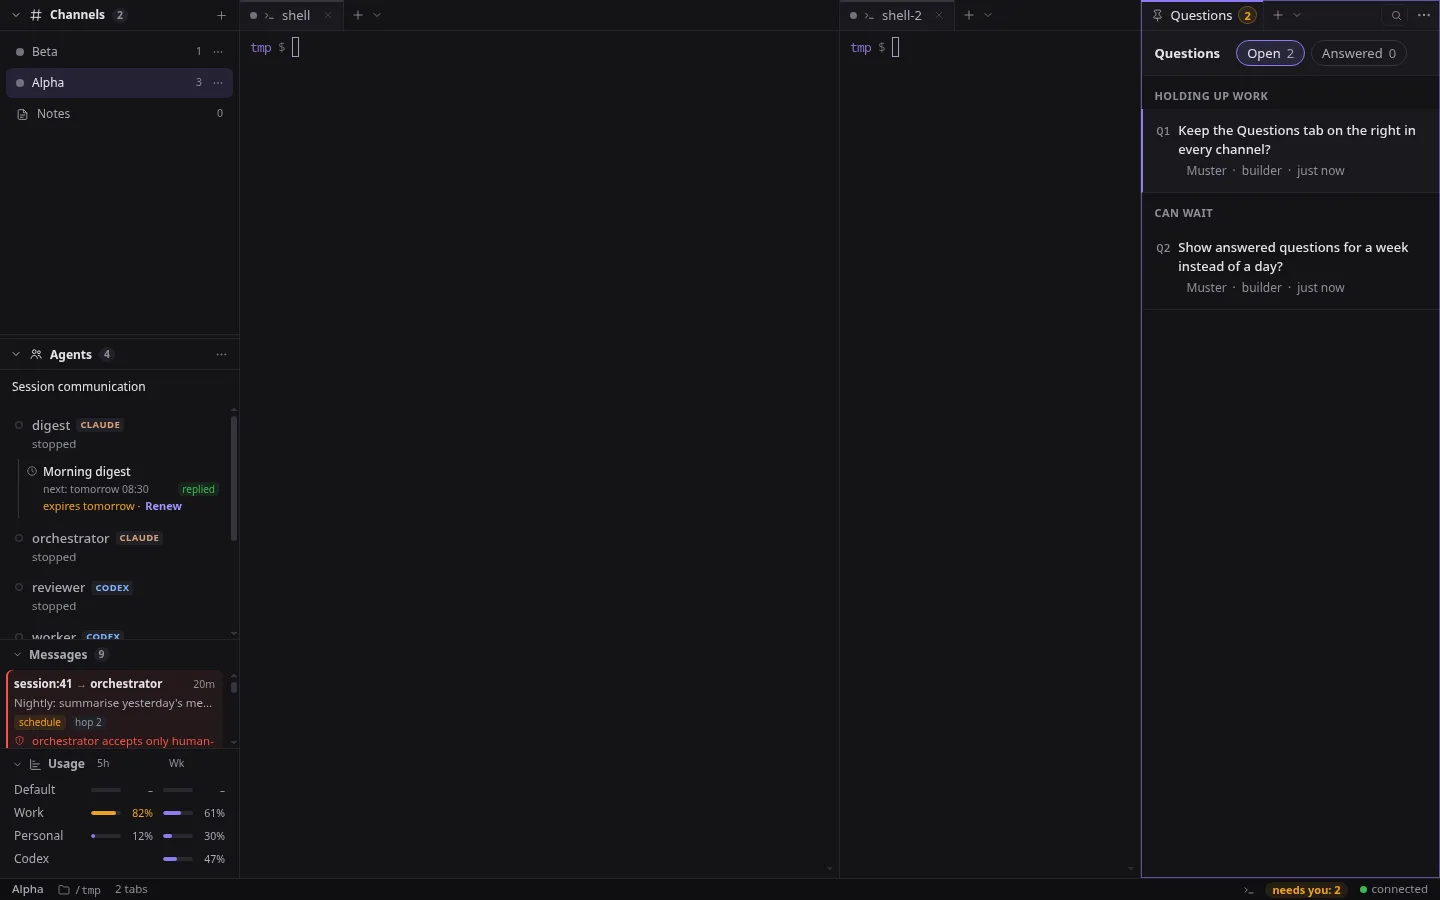 Channels 2
Beta 1 ...
Alpha 3 ...
Notes 0
Agents 4 ...
Session communication
digest CLAUDE
stopped
Morning digest
next: tomorrow 08:30 replied
expires tomorrow · Renew
orchestrator CLAUDE
stopped
reviewer CODEX
stopped
worker CODEX
Messages 9
session:41 → orchestrator 20m
Nightly: summarise yesterday's me...
schedule hop 2
orchestrator accepts only human-
Usage 5h Wk
Default – –
Work 82% 61%
Personal 12% 30%
Codex 47%
shell
tmp $
shell-2
tmp $
Questions 2
Questions Open 2 Answered 0
HOLDING UP WORK
Q1 Keep the Questions tab on the right in
every channel?
Muster · builder · just now
CAN WAIT
Q2 Show answered questions for a week
instead of a day?
Muster · builder · just now
Alpha /tmp 2 tabs
needs you: 2 connected